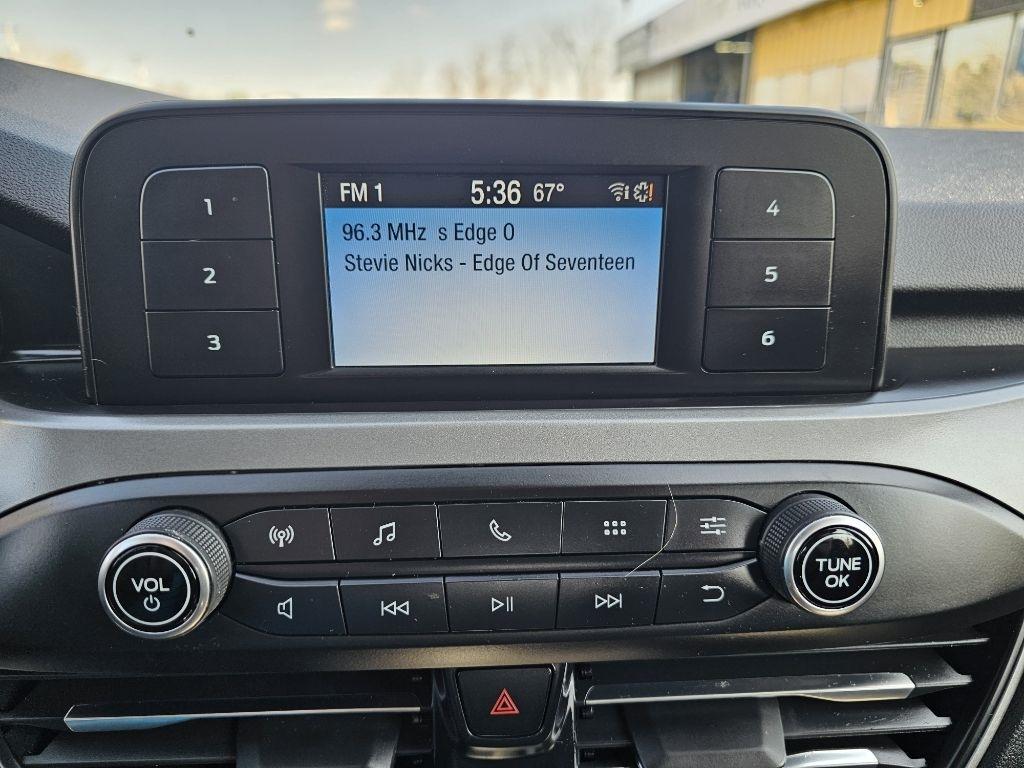 FM 1 5:36 67°
96.3 MHz s Edge O
Stevie Nicks - Edge Of Seventeen
1
2
3
4
5
6
VOL
TUNE
OK